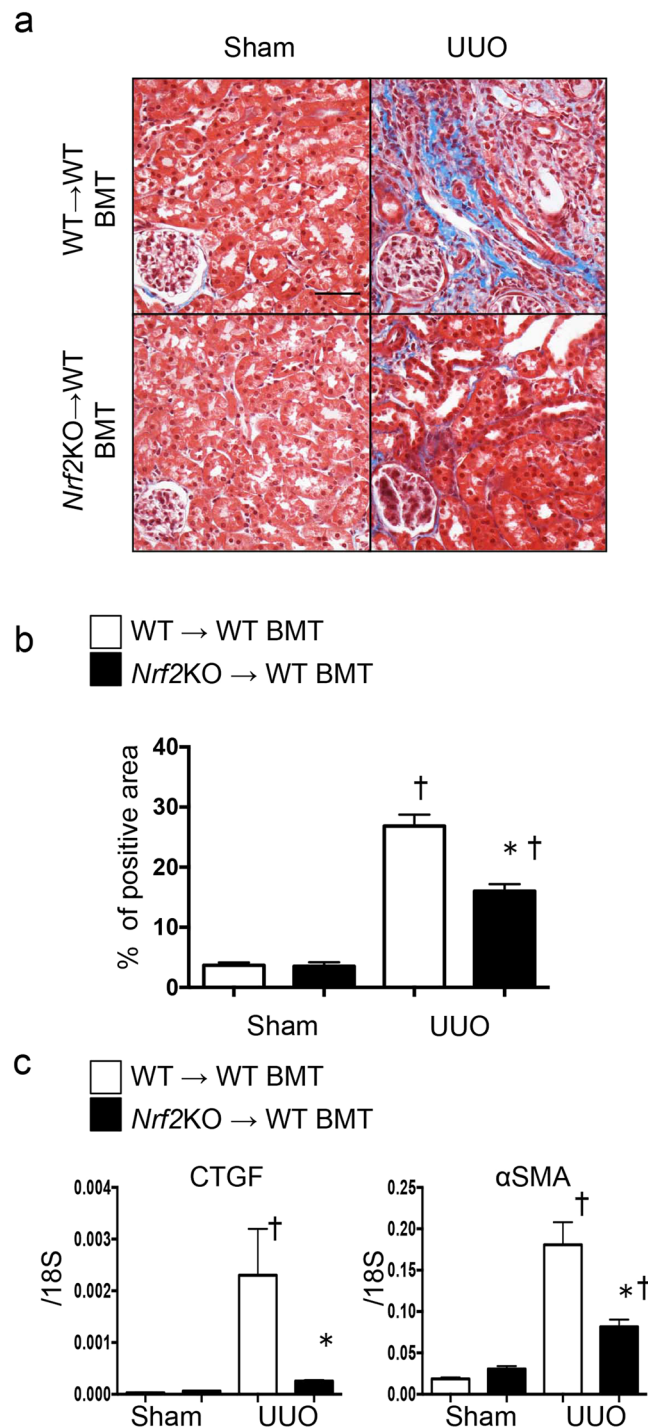 a
Sham UUO
WT→WT
BMT
Nrf2KO→WT
BMT
b
WT → WT BMT
Nrf2KO → WT BMT
% of positive area
40
30
20
10
0
†
* †
Sham UUO
c
WT → WT BMT
Nrf2KO → WT BMT
CTGF
/18S
0.004
0.003
0.002
0.001
0.000
†
*
Sham UUO
αSMA
/18S
0.25
0.20
0.15
0.10
0.05
0.00
†
*†
Sham UUO